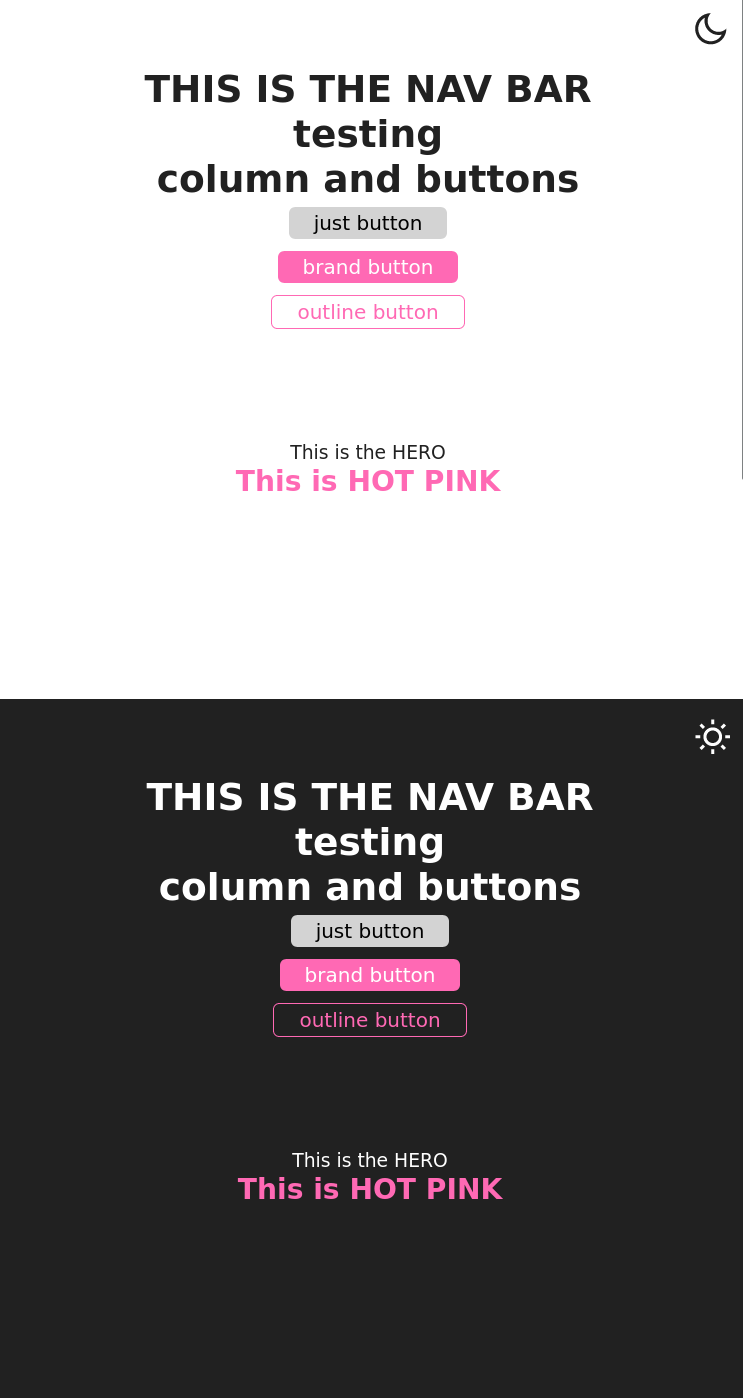 THIS IS THE NAV BAR
testing
column and buttons
just button
brand button
outline button
This is the HERO
This is HOT PINK
THIS IS THE NAV BAR
testing
column and buttons
just button
brand button
outline button
This is the HERO
This is HOT PINK